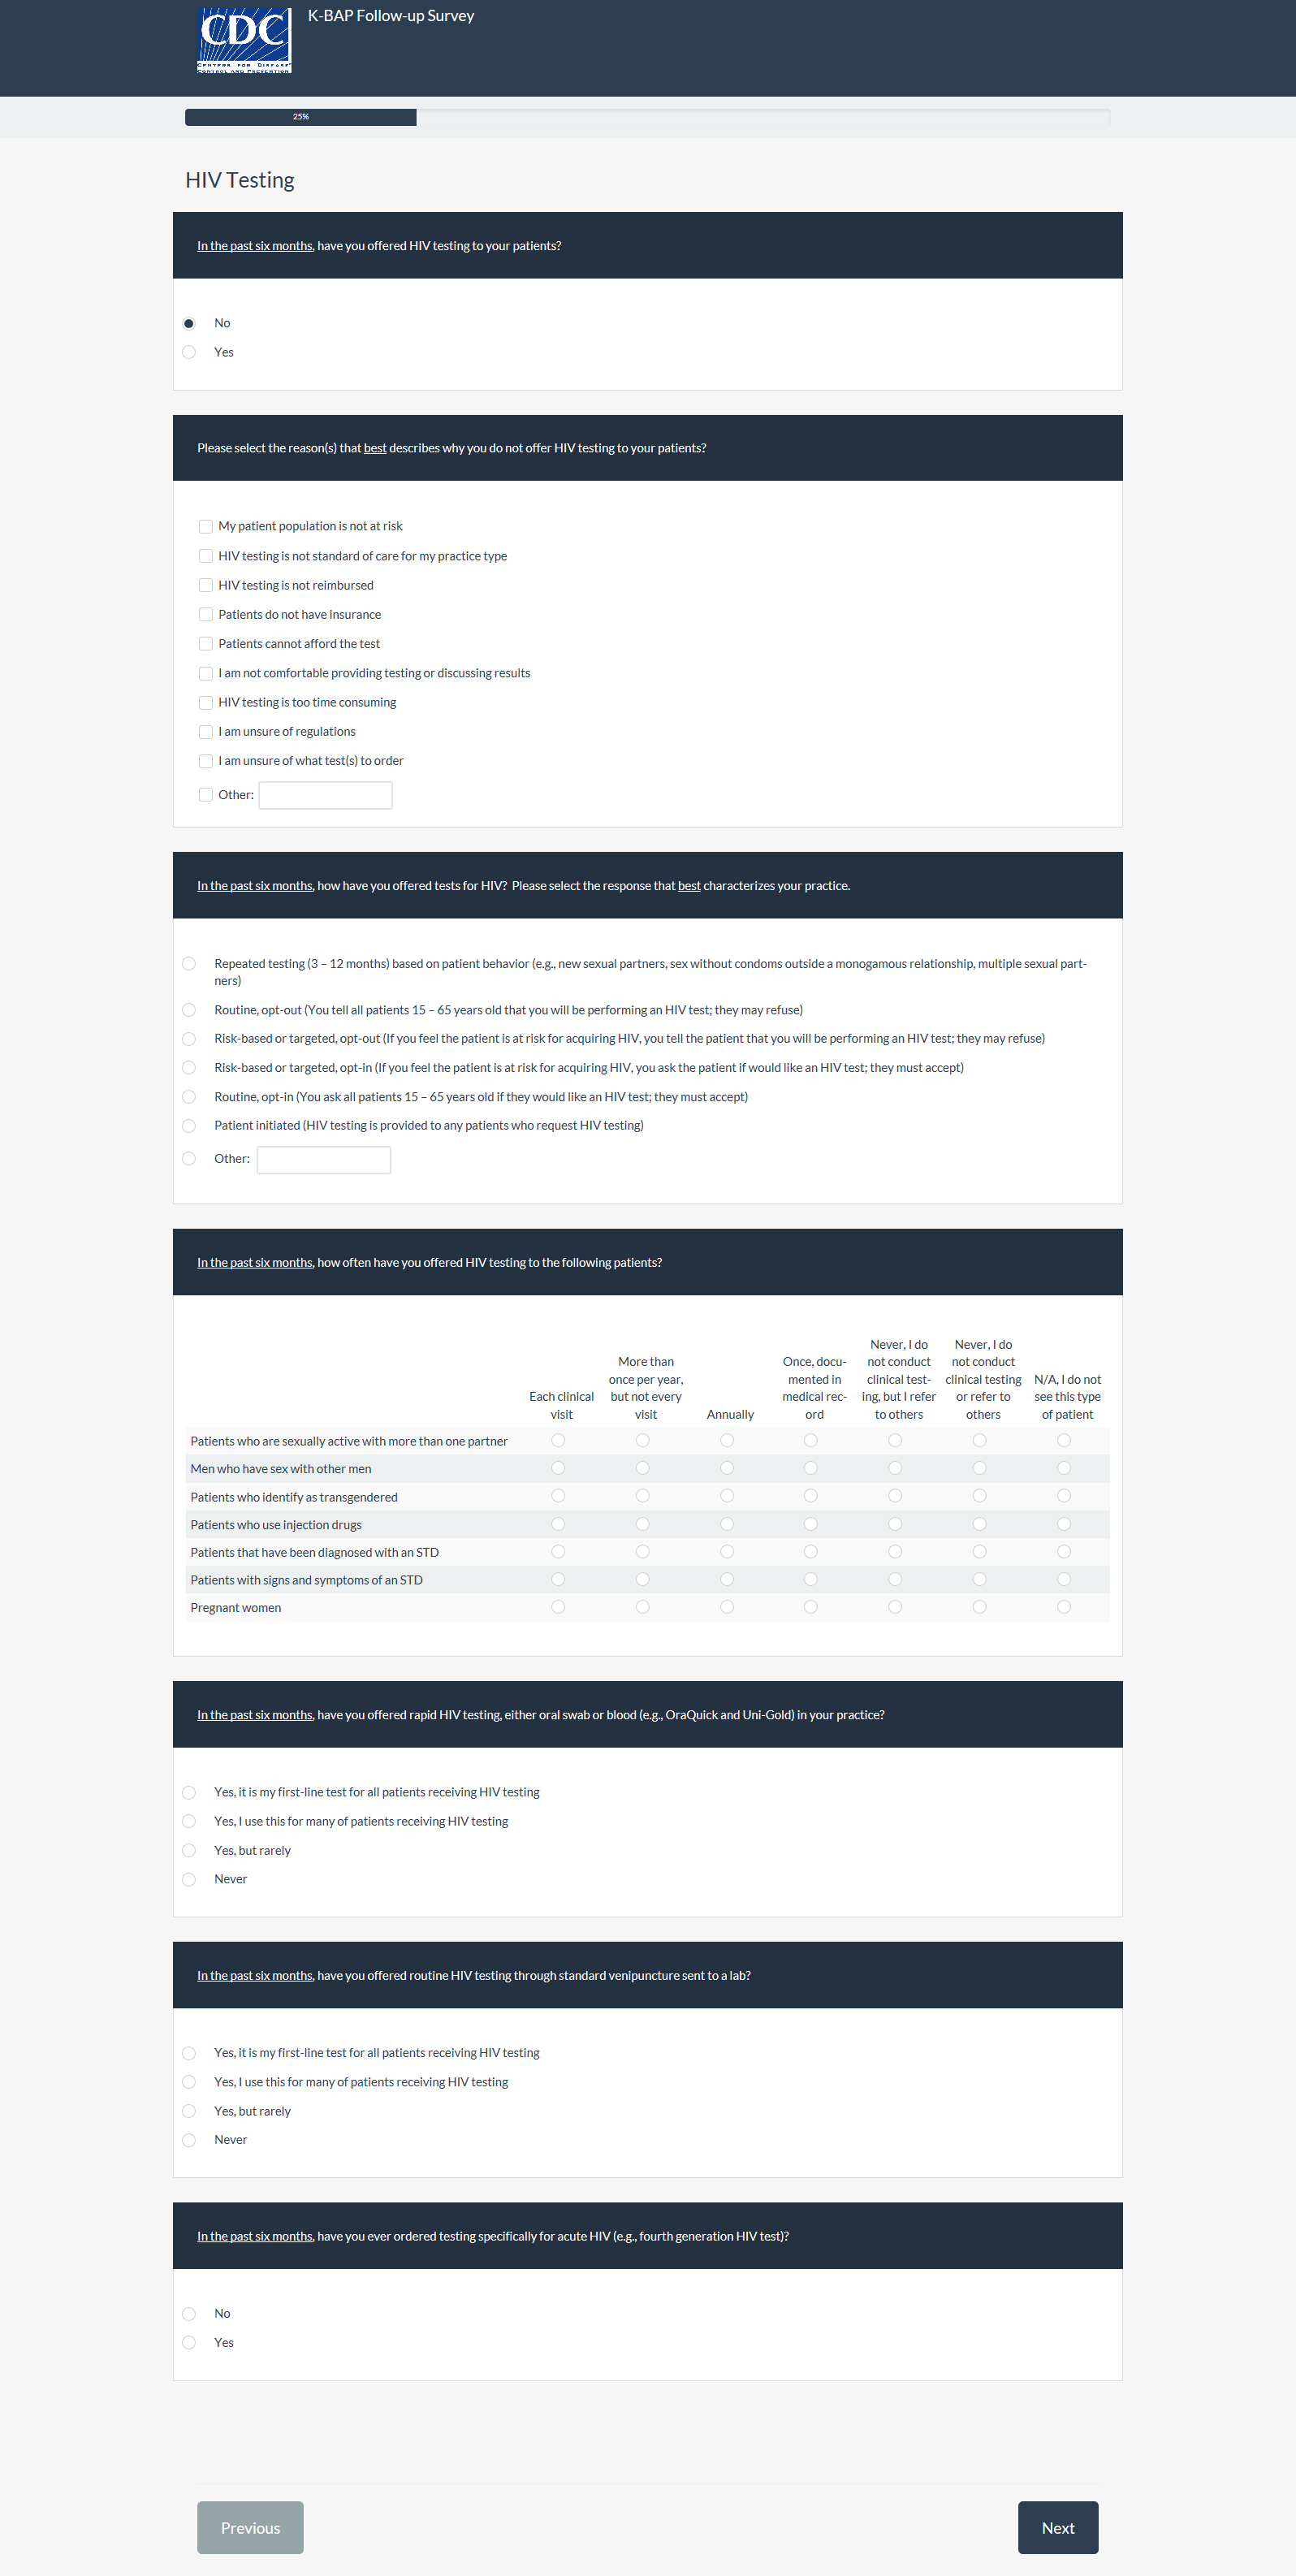 CDC
CENTERS FOR DISEASE
CONTROL AND PREVENTION
K-BAP Follow-up Survey
25%
HIV Testing
In the past six months, have you offered HIV testing to your patients?
No
Yes
Please select the reason(s) that best describes why you do not offer HIV testing to your patients?
My patient population is not at risk
HIV testing is not standard of care for my practice type
HIV testing is not reimbursed
Patients do not have insurance
Patients cannot afford the test
I am not comfortable providing testing or discussing results
HIV testing is too time consuming
I am unsure of regulations
I am unsure of what test(s) to order
Other:
In the past six months, how have you offered tests for HIV?  Please select the response that best characterizes your practice.
Repeated testing (3 – 12 months) based on patient behavior (e.g., new sexual partners, sex without condoms outside a monogamous relationship, multiple sexual part-
ners)
Routine, opt-out (You tell all patients 15 – 65 years old that you will be performing an HIV test; they may refuse)
Risk-based or targeted, opt-out (If you feel the patient is at risk for acquiring HIV, you tell the patient that you will be performing an HIV test; they may refuse)
Risk-based or targeted, opt-in (If you feel the patient is at risk for acquiring HIV, you ask the patient if would like an HIV test; they must accept)
Routine, opt-in (You ask all patients 15 – 65 years old if they would like an HIV test; they must accept)
Patient initiated (HIV testing is provided to any patients who request HIV testing)
Other:
In the past six months, how often have you offered HIV testing to the following patients?
Each clinical
visit
More than
once per year,
but not every
visit
Annually
Once, docu-
mented in
medical rec-
ord
Never, I do
not conduct
clinical test-
ing, but I refer
to others
Never, I do
not conduct
clinical testing
or refer to
others
N/A, I do not
see this type
of patient
Patients who are sexually active with more than one partner
Men who have sex with other men
Patients who identify as transgendered
Patients who use injection drugs
Patients that have been diagnosed with an STD
Patients with signs and symptoms of an STD
Pregnant women
In the past six months, have you offered rapid HIV testing, either oral swab or blood (e.g., OraQuick and Uni-Gold) in your practice?
Yes, it is my first-line test for all patients receiving HIV testing
Yes, I use this for many of patients receiving HIV testing
Yes, but rarely
Never
In the past six months, have you offered routine HIV testing through standard venipuncture sent to a lab?
Yes, it is my first-line test for all patients receiving HIV testing
Yes, I use this for many of patients receiving HIV testing
Yes, but rarely
Never
In the past six months, have you ever ordered testing specifically for acute HIV (e.g., fourth generation HIV test)?
No
Yes
Previous
Next